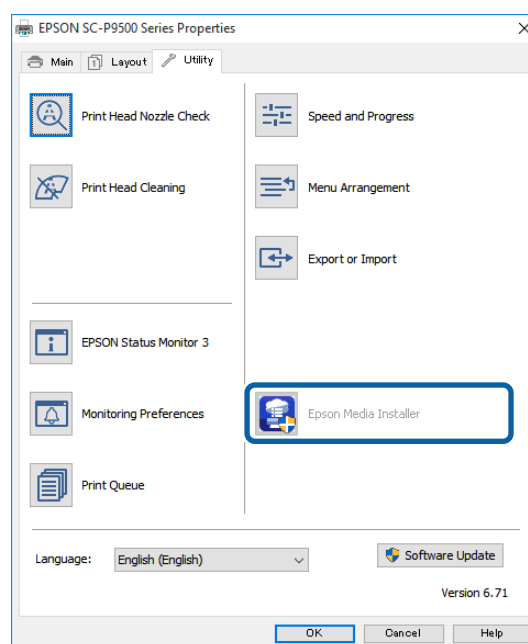 EPSON SC-P9500 Series Properties
Main
Layout
Utility
Print Head Nozzle Check
Speed and Progress
Print Head Cleaning
Menu Arrangement
Export or Import
EPSON Status Monitor 3
Monitoring Preferences
Epson Media Installer
Print Queue
Language:
English (English)
Software Update
Version 6.71
OK
Cancel
Help